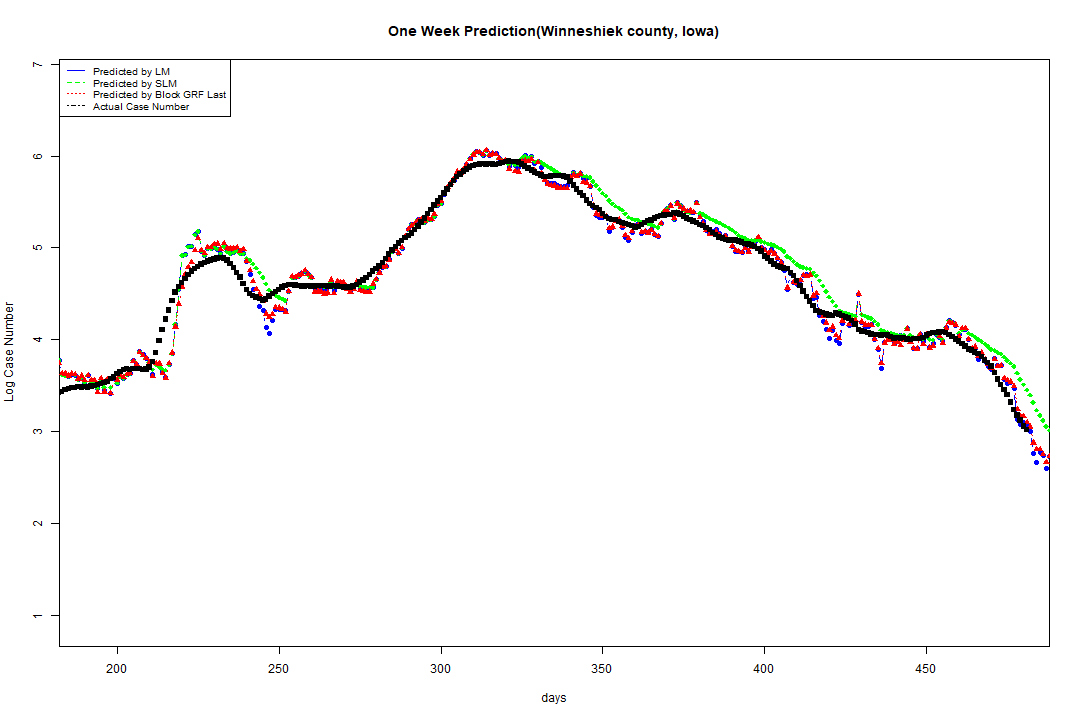 One Week Prediction(Winneshiek county, Iowa)
Predicted by LM
Predicted by SLM
Predicted by Block GRF Last
Actual Case Number
7
6
5
4
3
2
1
Log Case Number
200 250 300 350 400 450
days